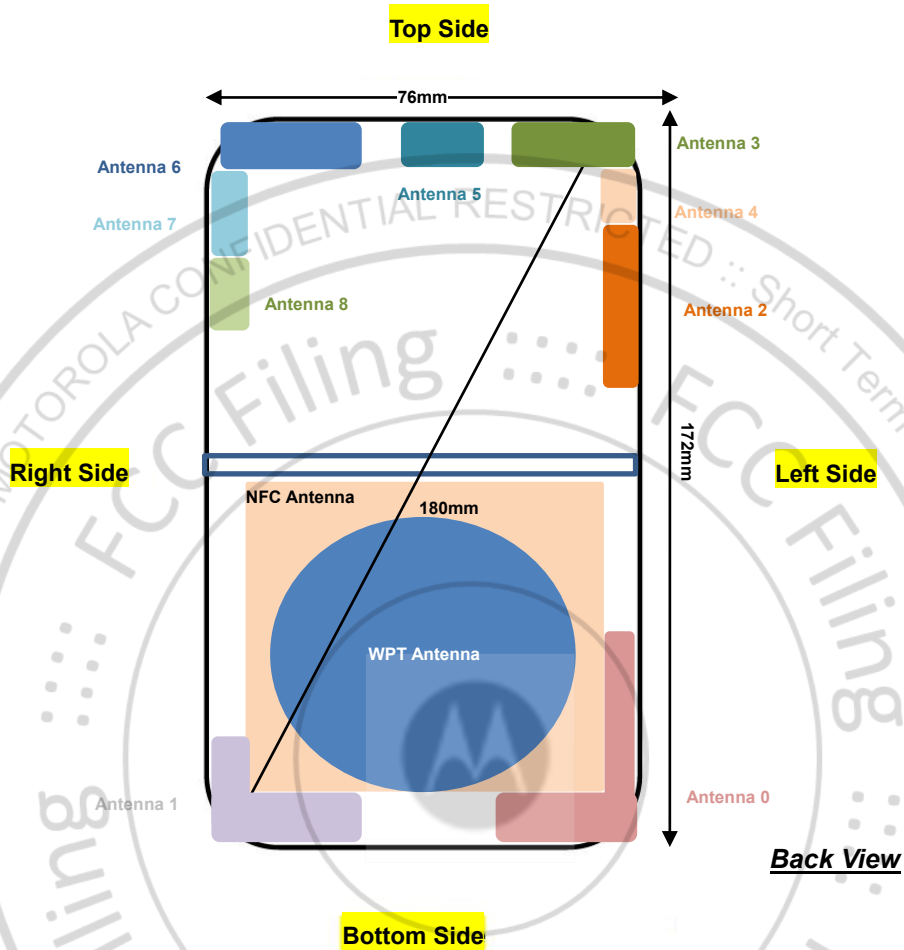 Top Side
76mm
Antenna 3
Antenna 6
Antenna 5
Antenna 4
Antenna 7
Antenna 8
Antenna 2
172mm
Right Side
Left Side
NFC Antenna
180mm
WPT Antenna
Antenna 1
Antenna 0
Back View
Bottom Side
MOTOROLA CONFIDENTIAL RESTRICTED :: Short Term
FCC Filing :::: FCC Filing